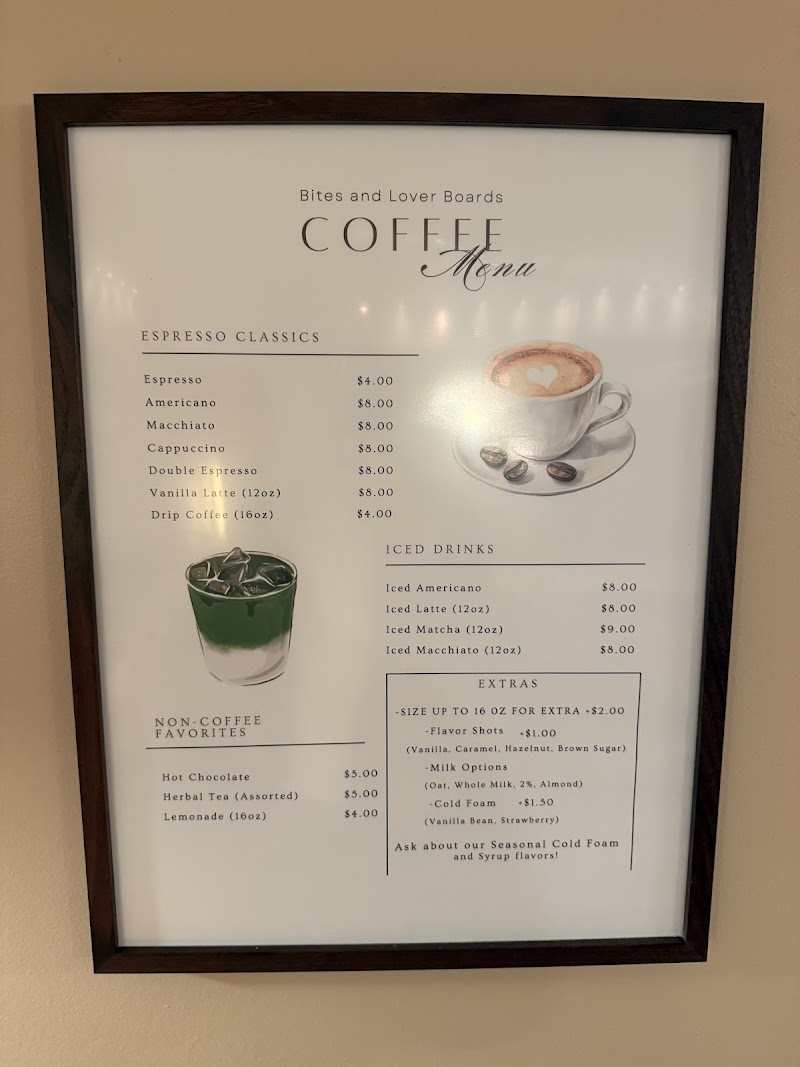 Bites and Lover Boards
COFFEE
Menu
ESPRESSO CLASSICS
Espresso $4.00
Americano $8.00
Macchiato $8.00
Cappuccino $8.00
Double Espresso $8.00
Vanilla Latte (12oz) $8.00
Drip Coffee (16oz) $4.00
ICED DRINKS
Iced Americano $8.00
Iced Latte (12oz) $8.00
Iced Matcha (12oz) $9.00
Iced Macchiato (12oz) $8.00
EXTRAS
-SIZE UP TO 16 OZ FOR EXTRA +$2.00
-Flavor Shots +$1.00
(Vanilla, Caramel, Hazelnut, Brown Sugar)
-Milk Options
(Oat, Whole Milk, 2%, Almond)
-Cold Foam +$1.50
(Vanilla Bean, Strawberry)
Ask about our Seasonal Cold Foam
and Syrup flavors!
NON-COFFEE
FAVORITES
Hot Chocolate $5.00
Herbal Tea (Assorted) $5.00
Lemonade (16oz) $4.00